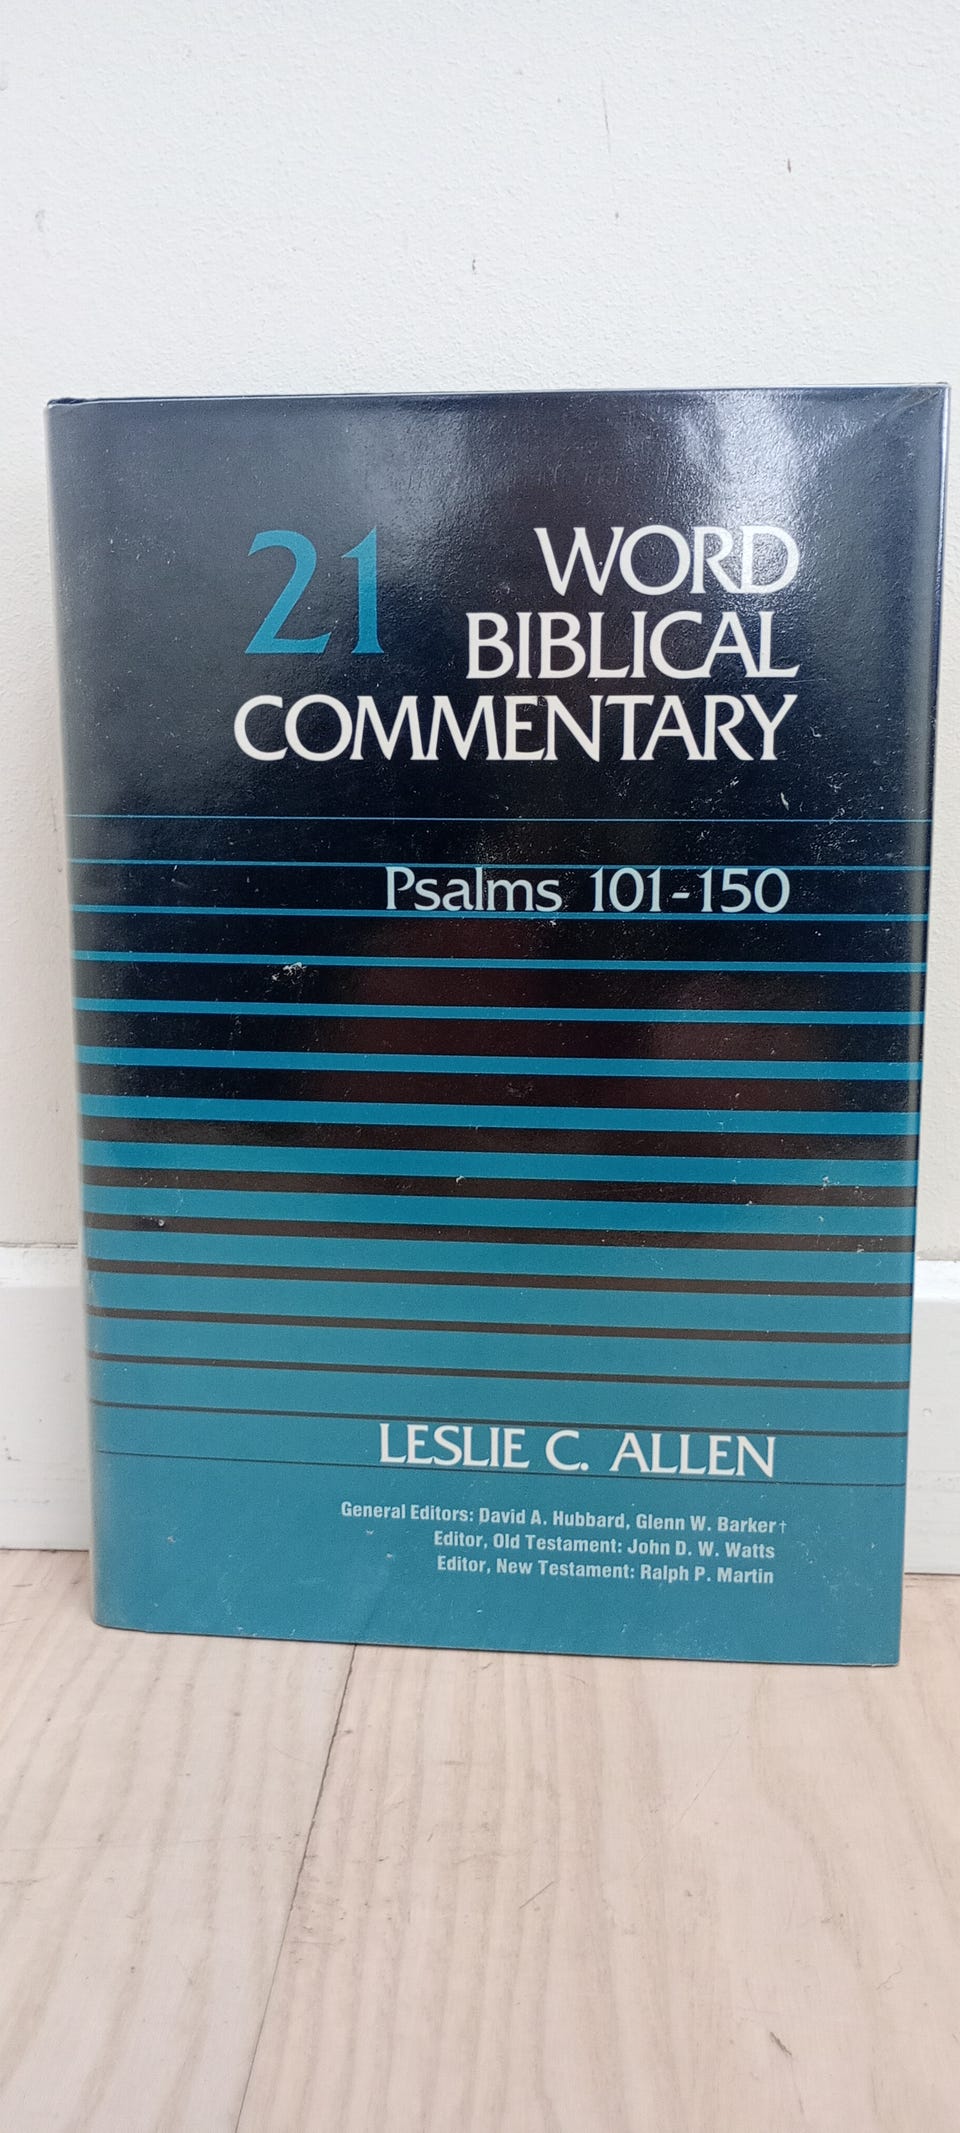 21 WORD
BIBLICAL
COMMENTARY
Psalms 101-150
LESLIE C. ALLEN
General Editors: David A. Hubbard, Glenn W. Barker†
Editor, Old Testament: John D. W. Watts
Editor, New Testament: Ralph P. Martin